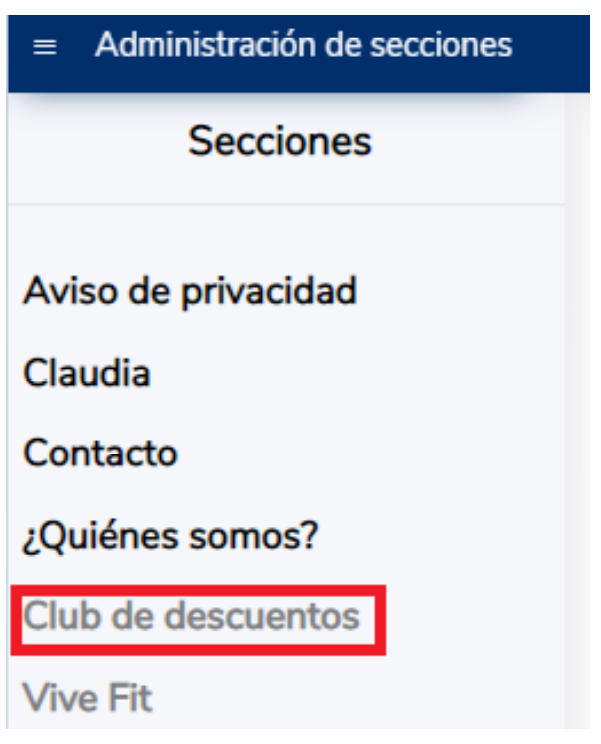 Administración de secciones
Secciones
Aviso de privacidad
Claudia
Contacto
¿Quiénes somos?
Club de descuentos
Vive Fit